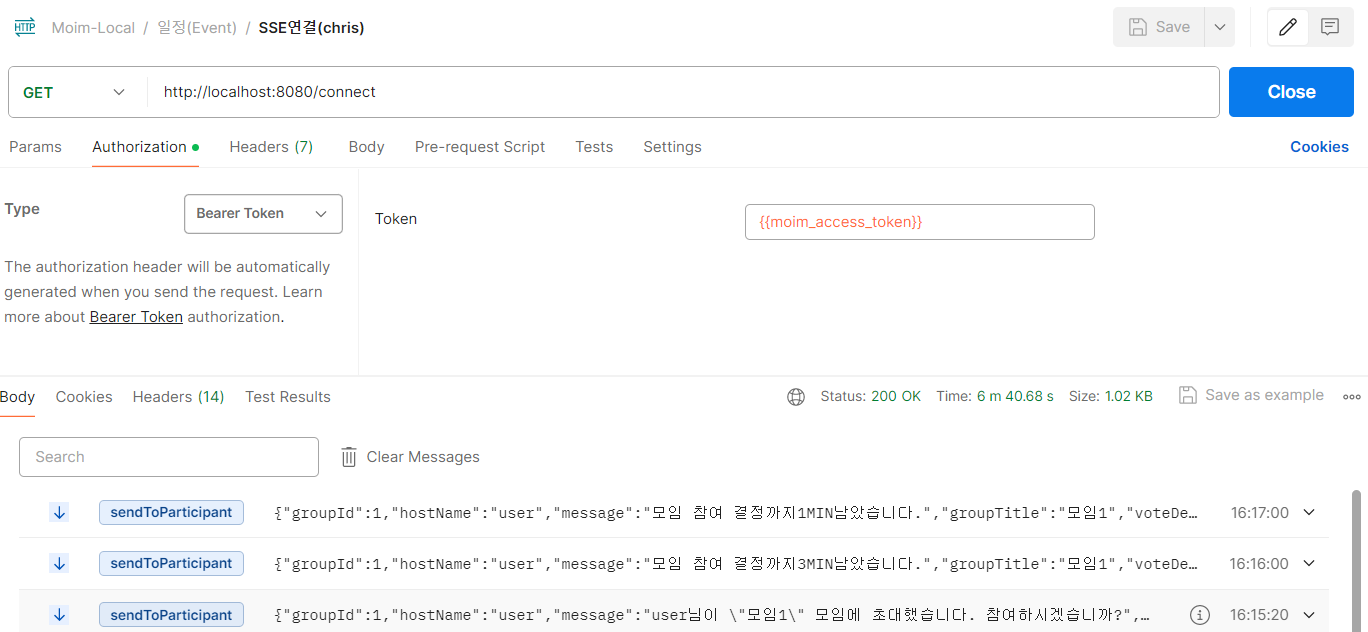 HTTP Moim-Local / 일정(Event) / SSE연결(chris) Save
GET http://localhost:8080/connect Close
Params Authorization Headers (7) Body Pre-request Script Tests Settings Cookies
Type Bearer Token Token {{moim_access_token}}
The authorization header will be automatically
generated when you send the request. Learn
more about Bearer Token authorization.
Body Cookies Headers (14) Test Results Status: 200 OK Time: 6 m 40.68 s Size: 1.02 KB Save as example
Search Clear Messages
sendToParticipant {"groupId":1,"hostName":"user","message":"모임 참여 결정까지1MIN남았습니다.","groupTitle":"모임1","voteDe… 16:17:00
sendToParticipant {"groupId":1,"hostName":"user","message":"모임 참여 결정까지3MIN남았습니다.","groupTitle":"모임1","voteDe… 16:16:00
sendToParticipant {"groupId":1,"hostName":"user","message":"user님이 \"모임1\" 모임에 초대했습니다. 참여하시겠습니까?",… 16:15:20